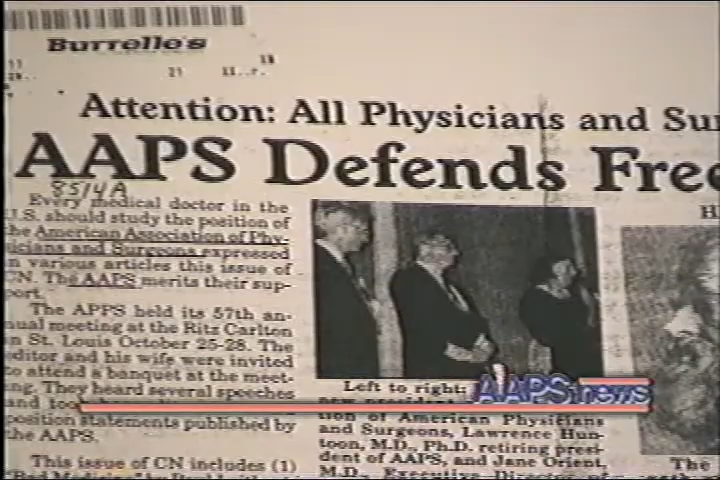 Burrelle's
Attention: All Physicians and Sur
AAPS Defends Free
85/4A
Every medical doctor in the
U.S. should study the position of
the American Association of Phy-
sicians and Surgeons expressed
in various articles this issue of
CN. The AAPS merits their sup-
port.
The APPS held its 57th an-
nual meeting at the Ritz Carlton
in St. Louis October 25-28. The
editor and his wife were invited
to attend a banquet at the meet-
ing. They heard several speeches
and took
position statements published by
the AAPS.
This issue of CN includes (1)
Left to right:
tion of American Physicians
and Surgeons, Lawrence Hun-
toon, M.D., Ph.D. retiring presi-
dent of AAPS, and Jane Orient,
M.D., Executive Director of
AAPS news
H
The